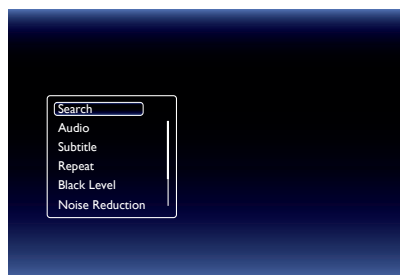 Search
Audio
Subtitle
Repeat
Black Level
Noise Reduction